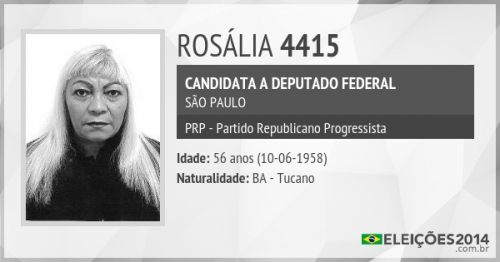 ROSÁLIA 4415
CANDIDATA A DEPUTADO FEDERAL
SÃO PAULO
PRP - Partido Republicano Progressista
Idade: 56 anos (10-06-1958)
Naturalidade: BA - Tucano
ELEIÇÕES2014
.com.br